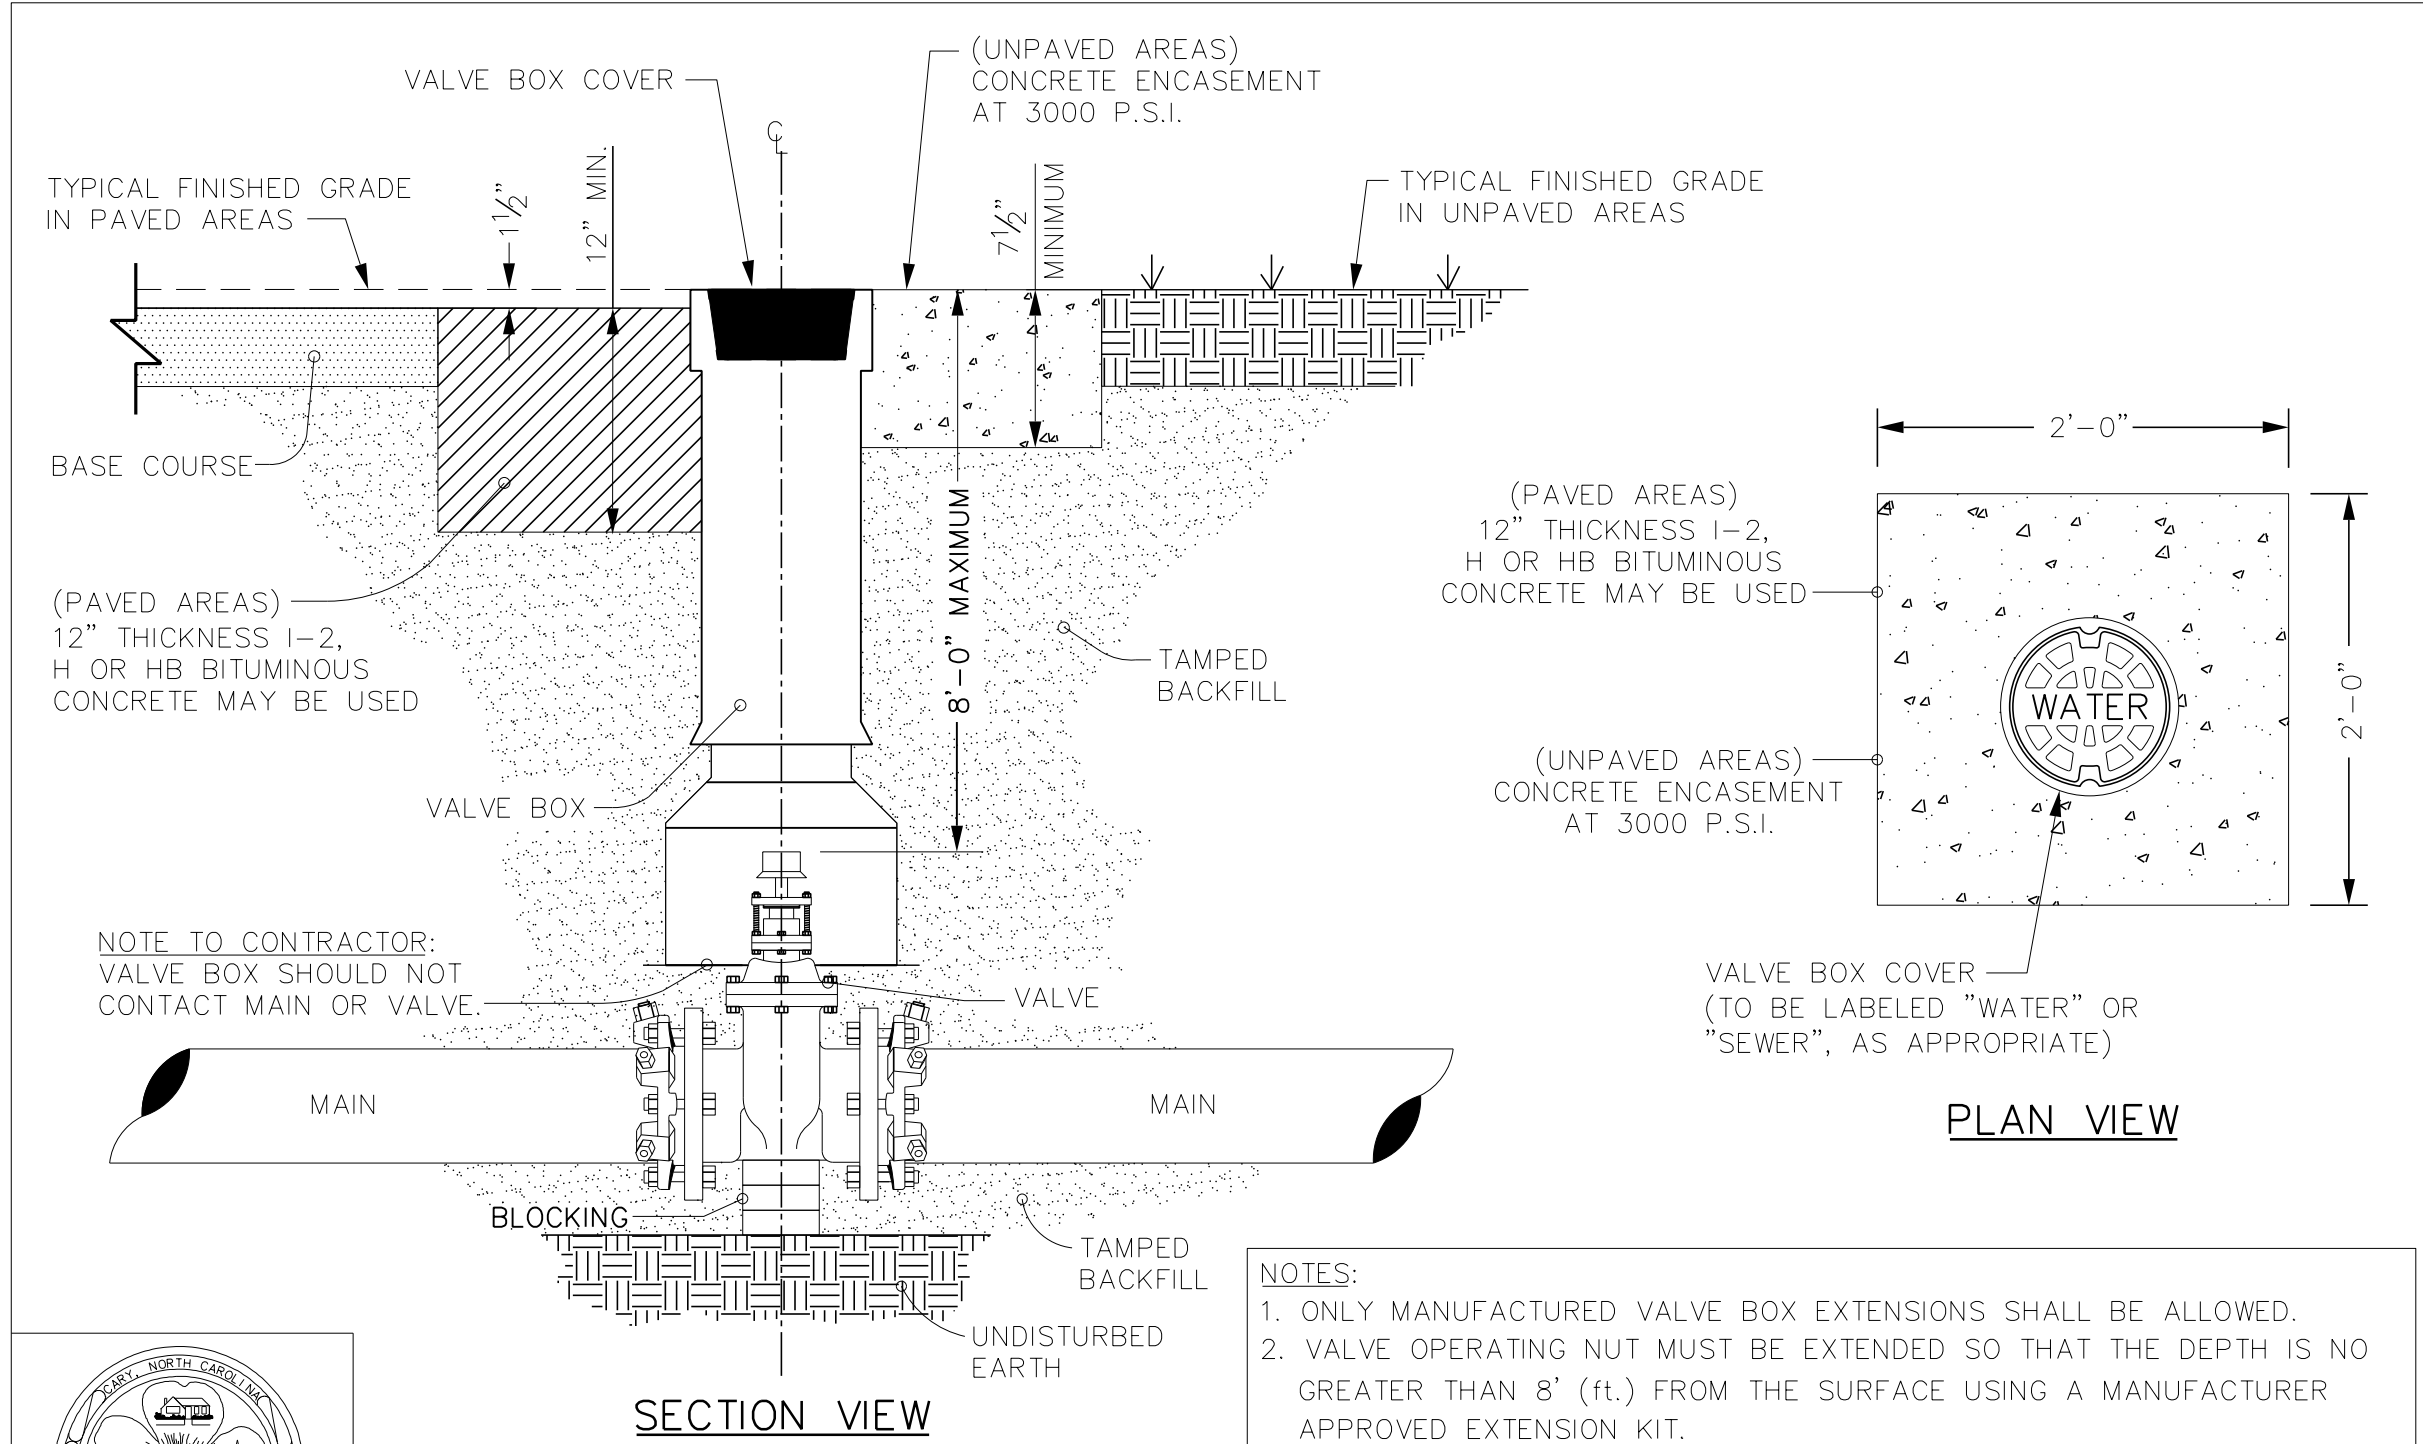 VALVE BOX COVER
(UNPAVED AREAS)
CONCRETE ENCASEMENT
AT 3000 P.S.I.
℄
TYPICAL FINISHED GRADE
IN PAVED AREAS
1½"
12" MIN.
7½"
MINIMUM
TYPICAL FINISHED GRADE
IN UNPAVED AREAS
BASE COURSE
8'-0" MAXIMUM
(PAVED AREAS)
12" THICKNESS I-2,
H OR HB BITUMINOUS
CONCRETE MAY BE USED
TAMPED
BACKFILL
VALVE BOX
NOTE TO CONTRACTOR:
VALVE BOX SHOULD NOT
CONTACT MAIN OR VALVE.
VALVE
MAIN
MAIN
BLOCKING
TAMPED
BACKFILL
UNDISTURBED
EARTH
SECTION VIEW
2'-0"
(PAVED AREAS)
12" THICKNESS I-2,
H OR HB BITUMINOUS
CONCRETE MAY BE USED
WATER
2'-0"
(UNPAVED AREAS)
CONCRETE ENCASEMENT
AT 3000 P.S.I.
VALVE BOX COVER
(TO BE LABELED "WATER" OR
"SEWER", AS APPROPRIATE)
PLAN VIEW
NOTES:
1. ONLY MANUFACTURED VALVE BOX EXTENSIONS SHALL BE ALLOWED.
2. VALVE OPERATING NUT MUST BE EXTENDED SO THAT THE DEPTH IS NO
GREATER THAN 8' (ft.) FROM THE SURFACE USING A MANUFACTURER
APPROVED EXTENSION KIT.
CARY, NORTH CAROLINA